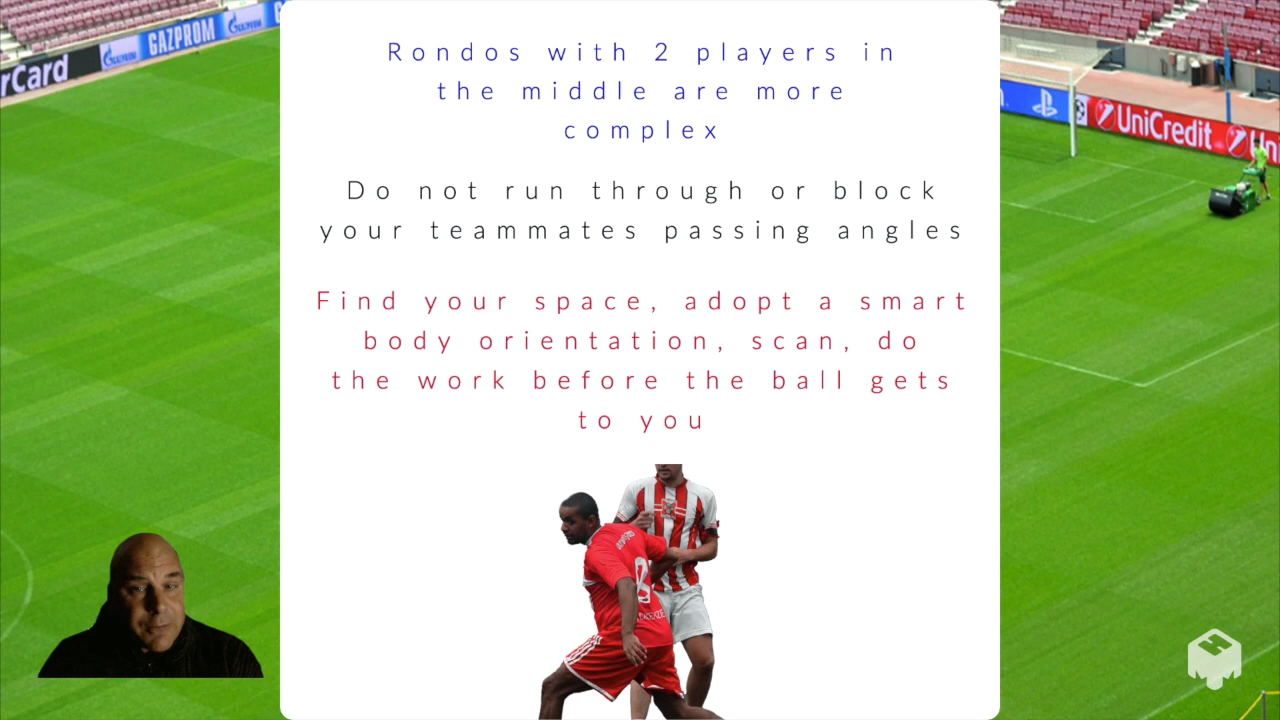 Rondos with 2 players in
the middle are more
complex
Do not run through or block
your teammates passing angles
Find your space, adopt a smart
body orientation, scan, do
the work before the ball gets
to you
rCard
GAZPROM
UniCredit
Uni
8